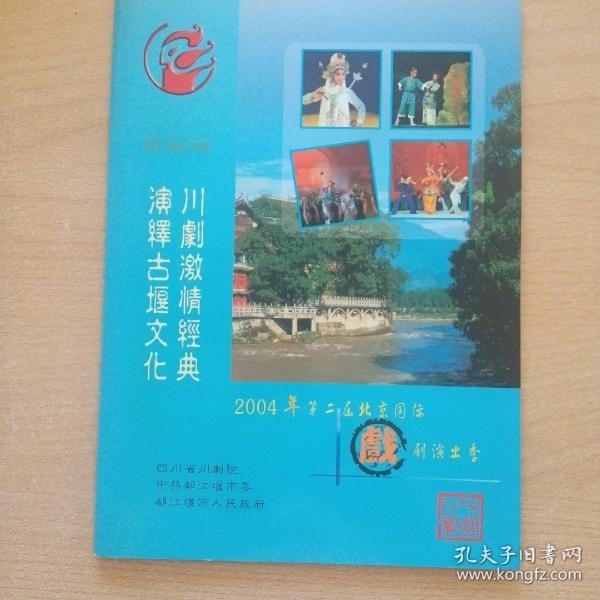 川劇激情經典
演繹古堰文化
2004年第二届北京国际
戲剧演出季
四川省川劇院
中共都江堰市委
都江堰市人民政府
孔夫子旧书网
www.kongfz.com